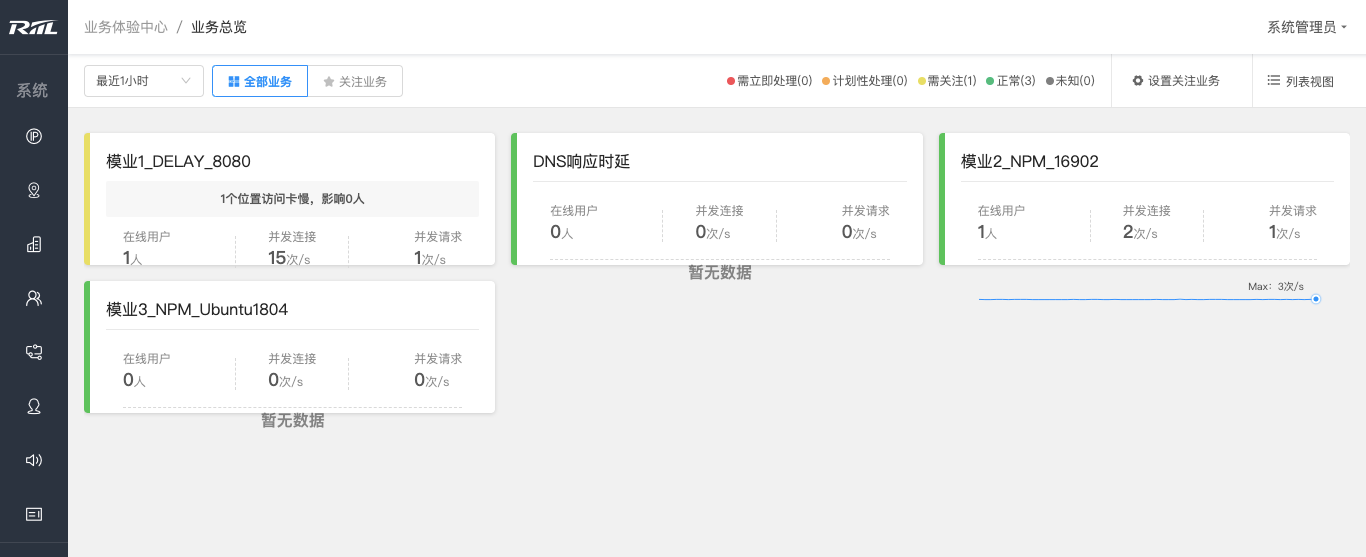 RIIL
业务体验中心 / 业务总览
系统管理员
系统
最近1小时
全部业务
关注业务
需立即处理(0)
计划性处理(0)
需关注(1)
正常(3)
未知(0)
设置关注业务
列表视图
模业1_DELAY_8080
1个位置访问卡慢，影响0人
在线用户 并发连接 并发请求
1人 15次/s 1次/s
DNS响应时延
在线用户 并发连接 并发请求
0人 0次/s 0次/s
暂无数据
模业2_NPM_16902
在线用户 并发连接 并发请求
1人 2次/s 1次/s
Max：3次/s
模业3_NPM_Ubuntu1804
在线用户 并发连接 并发请求
0人 0次/s 0次/s
暂无数据